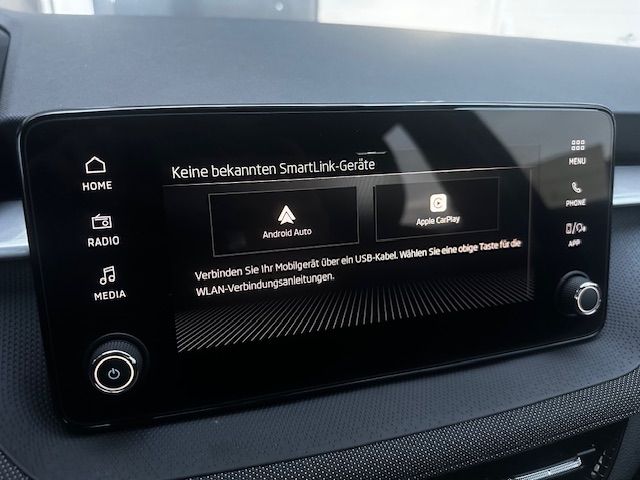 Keine bekannten SmartLink-Geräte
HOME
RADIO
MEDIA
Android Auto
Apple CarPlay
Verbinden Sie Ihr Mobilgerät über ein USB-Kabel. Wählen Sie eine obige Taste für die
WLAN-Verbindungsanleitungen.
MENU
PHONE
APP